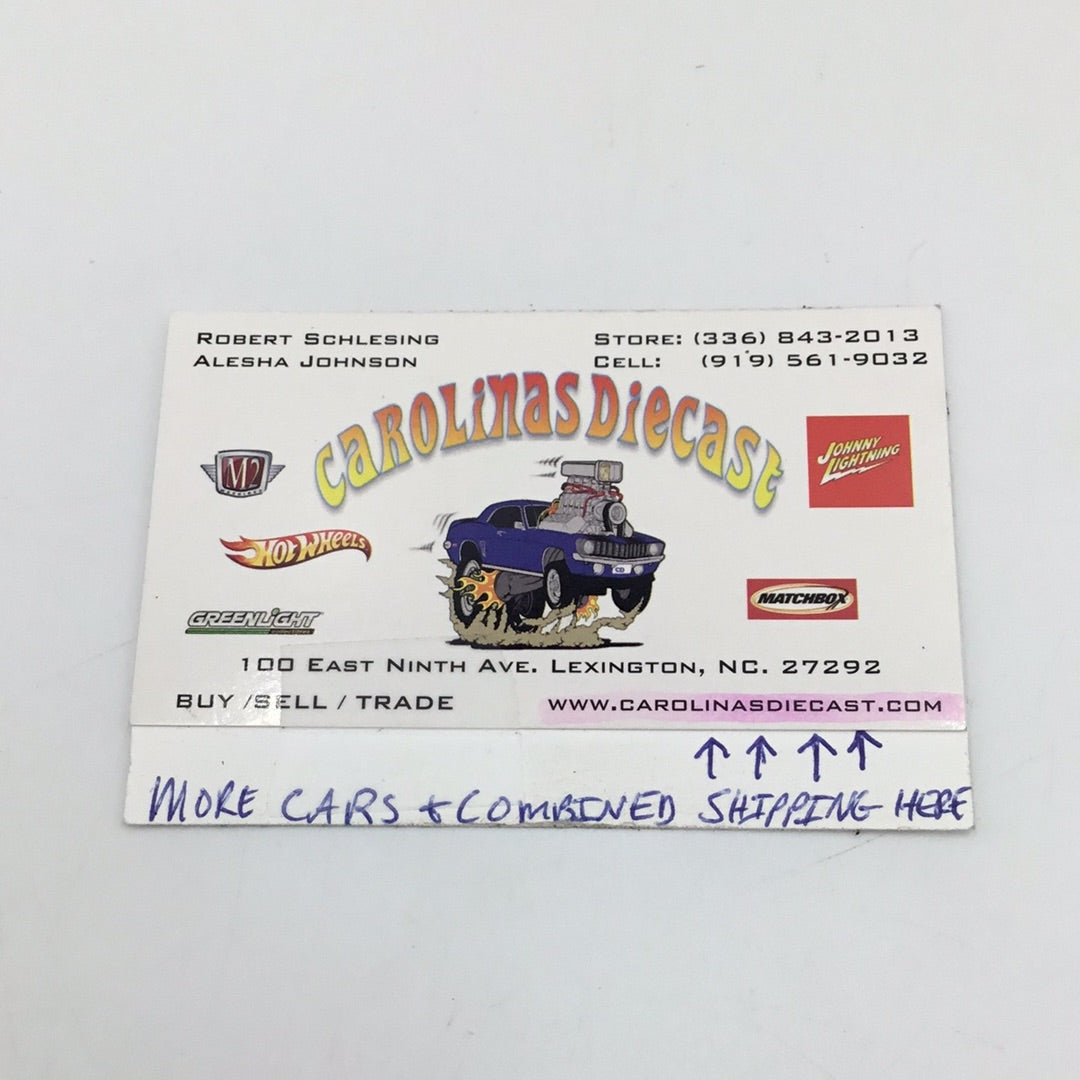 ROBERT SCHLESING
ALESHA JOHNSON
STORE: (336) 843-2013
CELL: (919) 561-9032
CAROLINAS DIECAST
M2
JOHNNY LIGHTNING
HOT WHEELS
MATCHBOX
GREENLIGHT
100 EAST NINTH AVE. LEXINGTON, NC. 27292
BUY / SELL / TRADE
WWW.CAROLINASDIECAST.COM
MORE CARS + COMBINED SHIPPING HERE